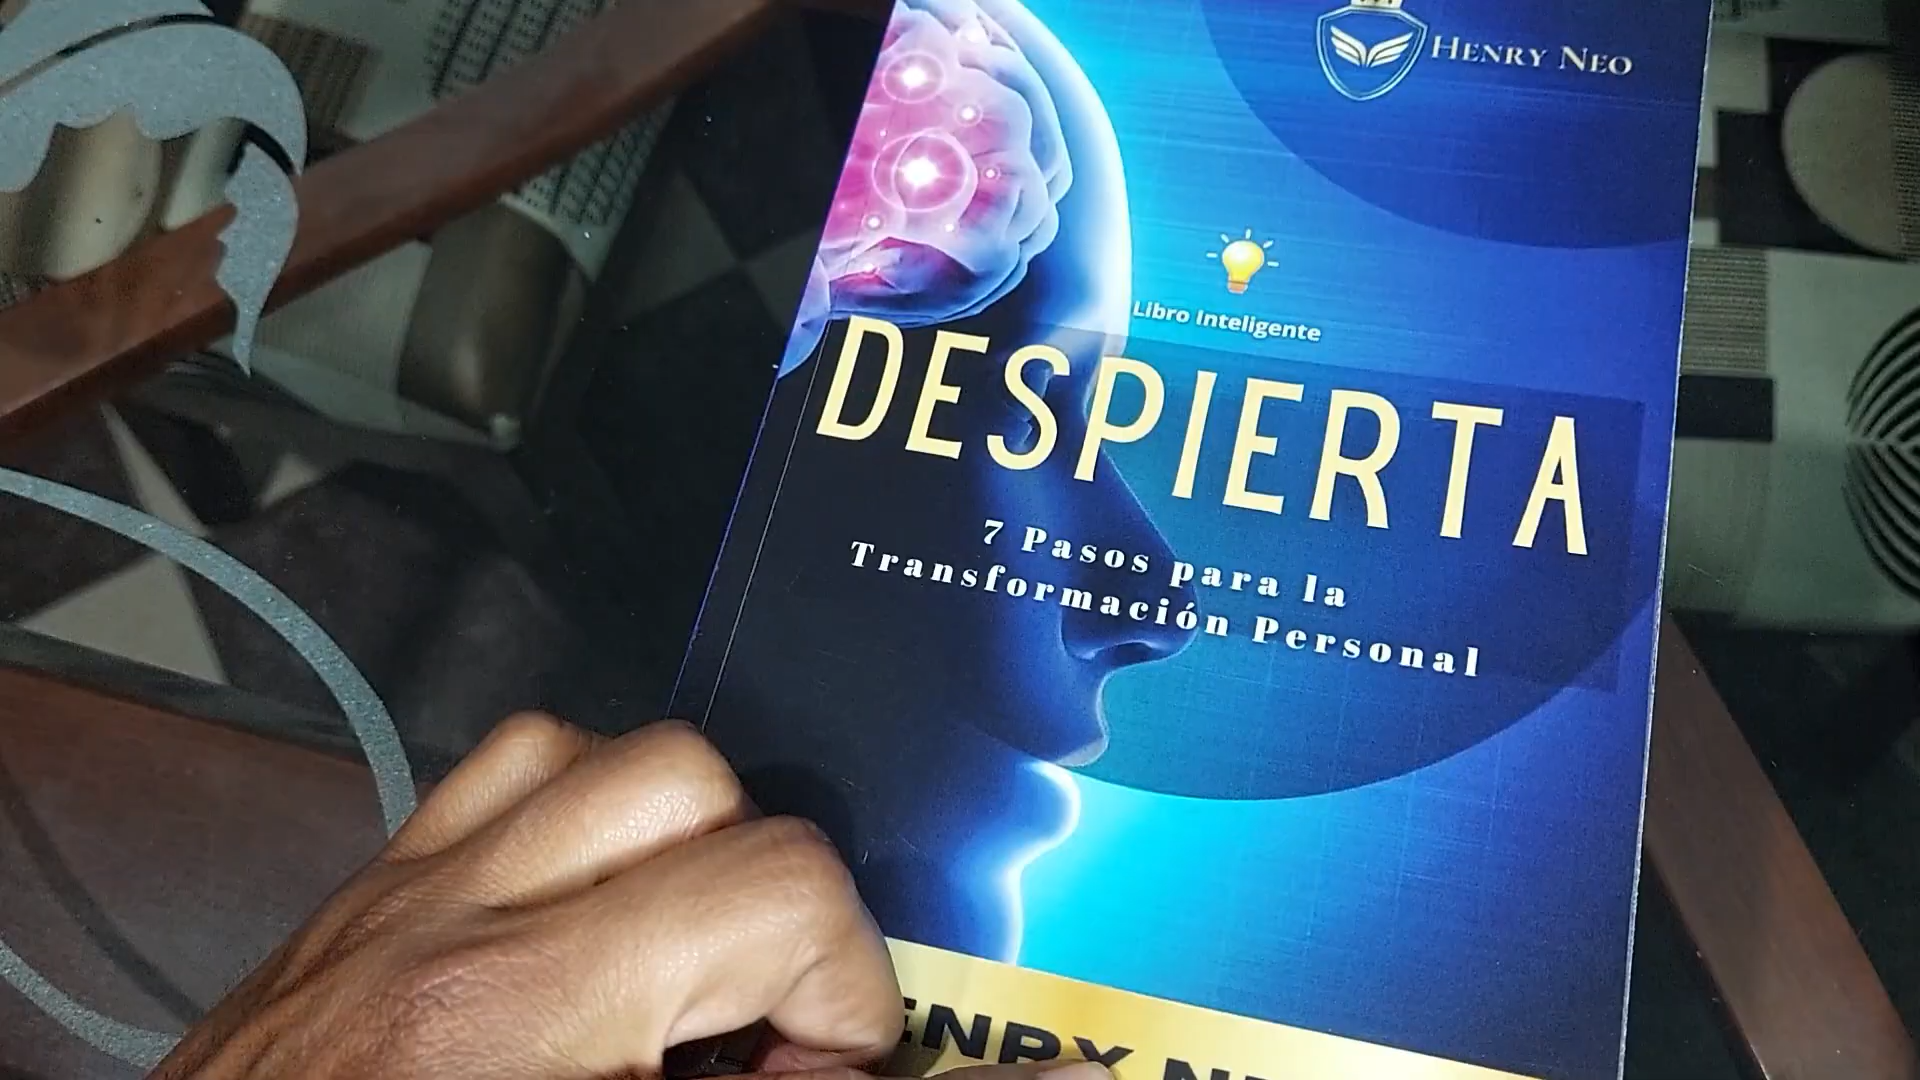 HENRY NEO
Libro Inteligente
DESPIERTA
7 Pasos para la
Transformación Personal